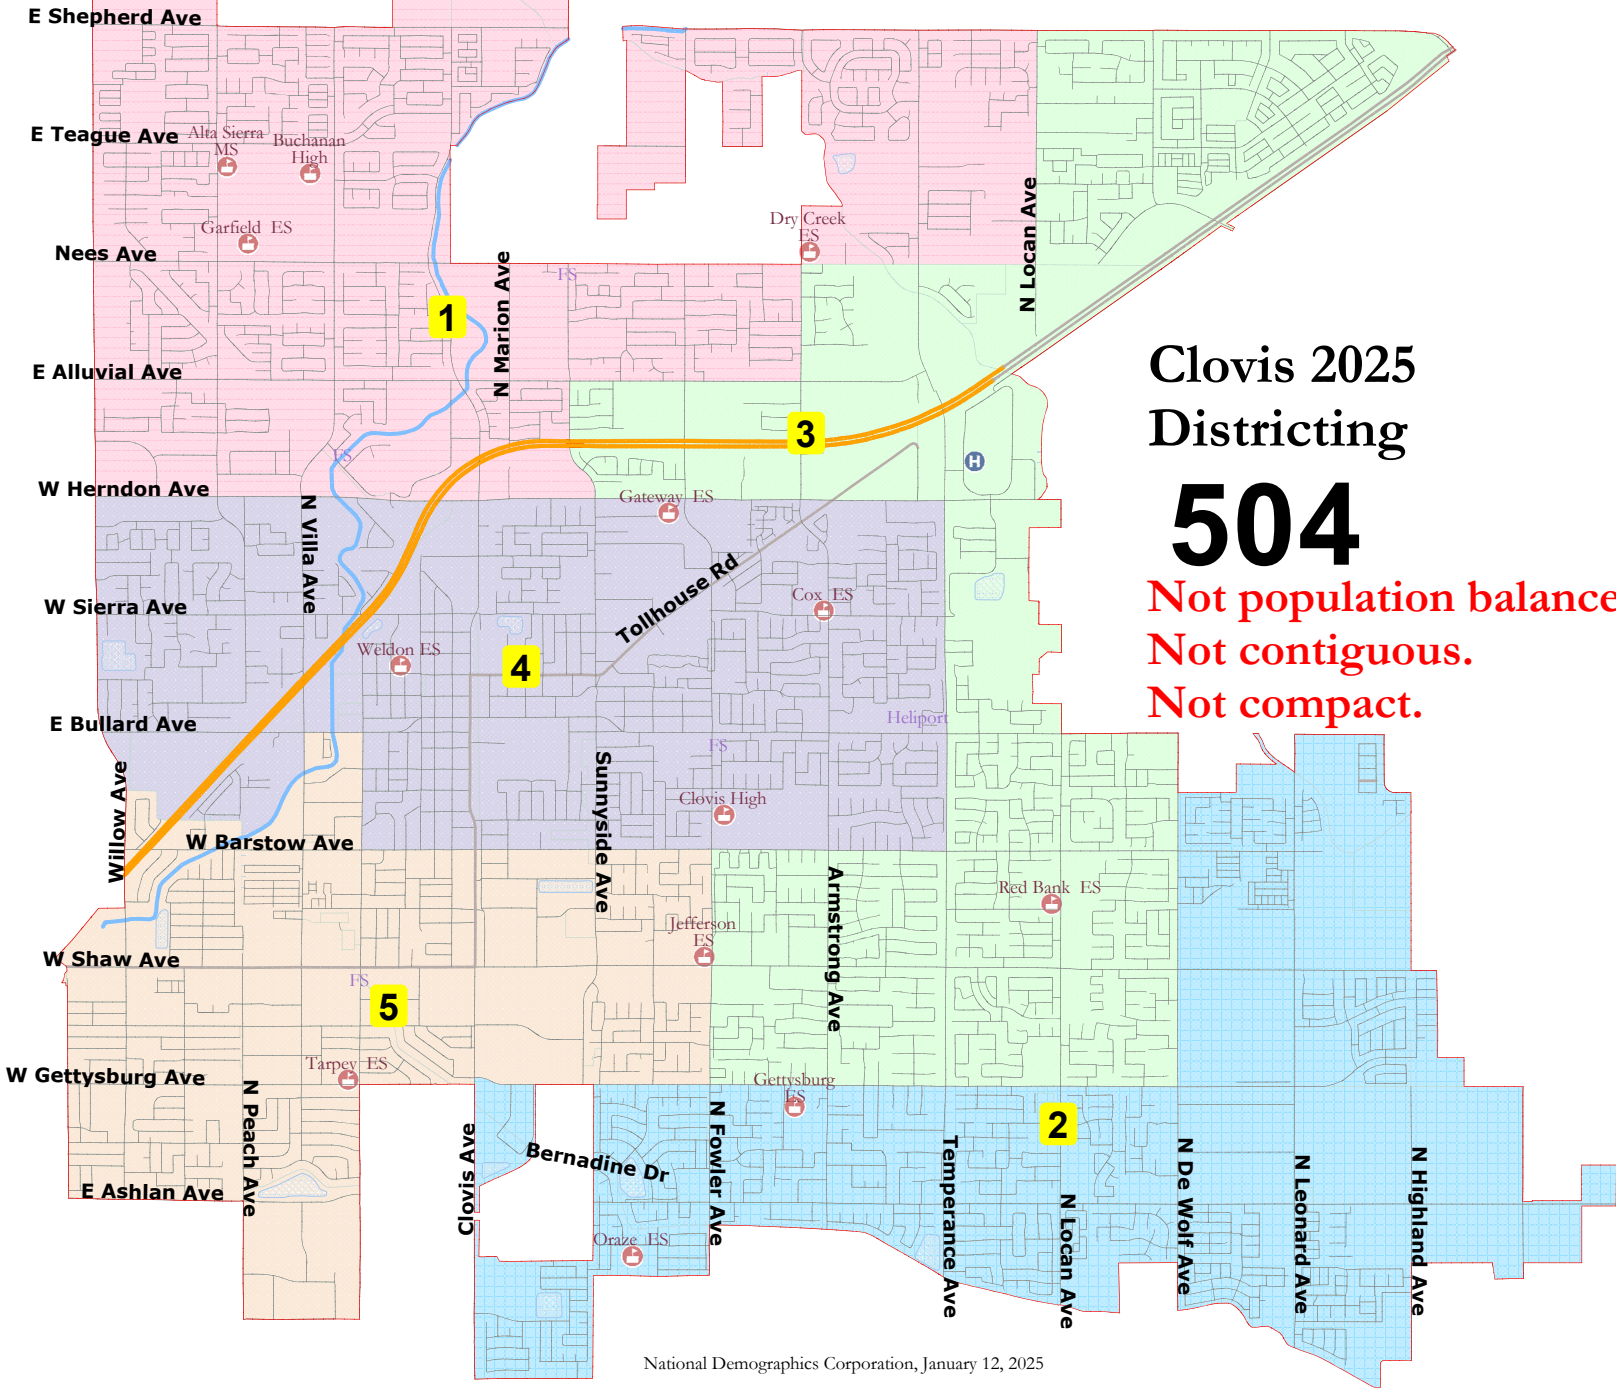 E Shepherd Ave
E Teague Ave
Alta Sierra
MS
Buchanan
High
Garfield ES
Dry Creek
ES
N Locan Ave
Nees Ave
FS
N Marion Ave
1
E Alluvial Ave
Clovis 2025
Districting
504
Not population balance
Not contiguous.
Not compact.
3
H
FS
W Herndon Ave
N Villa Ave
Gateway ES
Tollhouse Rd
Cox ES
W Sierra Ave
Weldon ES
4
E Bullard Ave
Heliport
FS
Willow Ave
Sunnyside Ave
Clovis High
W Barstow Ave
Armstrong Ave
Red Bank ES
Jefferson
ES
W Shaw Ave
FS
5
Tarpey ES
W Gettysburg Ave
Gettysburg
ES
2
N Peach Ave
Clovis Ave
Bernadine Dr
N Fowler Ave
Temperance Ave
N Locan Ave
N De Wolf Ave
N Leonard Ave
N Highland Ave
E Ashlan Ave
Oraze ES
National Demographics Corporation, January 12, 2025